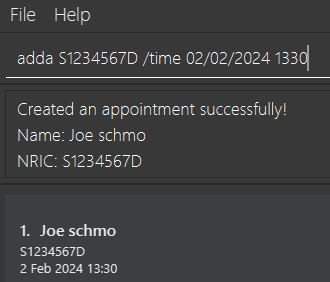 File Help
adda S1234567D /time 02/02/2024 1330
Created an appointment successfully!
Name: Joe schmo
NRIC: S1234567D
1. Joe schmo
S1234567D
2 Feb 2024 13:30